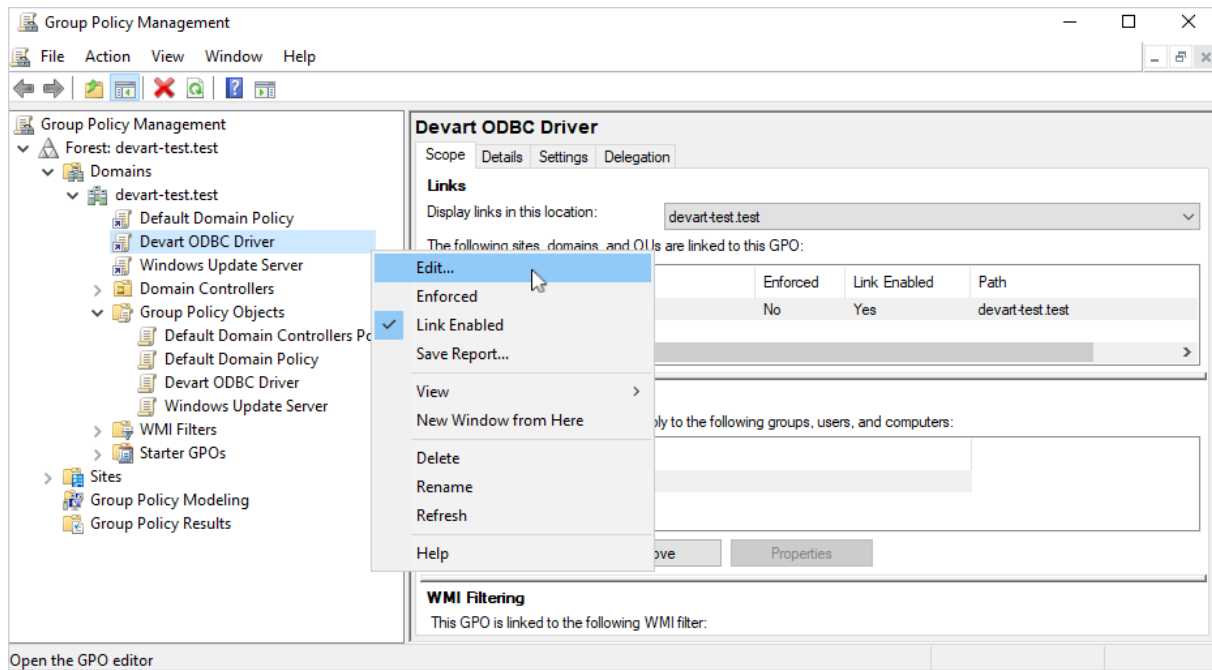 Group Policy Management
File Action View Window Help
Group Policy Management
Forest: devart-test.test
Domains
devart-test.test
Default Domain Policy
Devart ODBC Driver
Windows Update Server
Domain Controllers
Group Policy Objects
Default Domain Controllers
Default Domain Policy
Devart ODBC Driver
Windows Update Server
WMI Filters
Starter GPOs
Sites
Group Policy Modeling
Group Policy Results
Edit...
Enforced
Link Enabled
Save Report...
View
New Window from Here
Delete
Rename
Refresh
Help
Devart ODBC Driver
Scope Details Settings Delegation
Links
Display links in this location: devart-test.test
The following sites, domains, and OUs are linked to this GPO:
Enforced Link Enabled Path
No Yes devart-test.test
to the following groups, users, and computers:
Properties
WMI Filtering
This GPO is linked to the following WMI filter:
Open the GPO editor